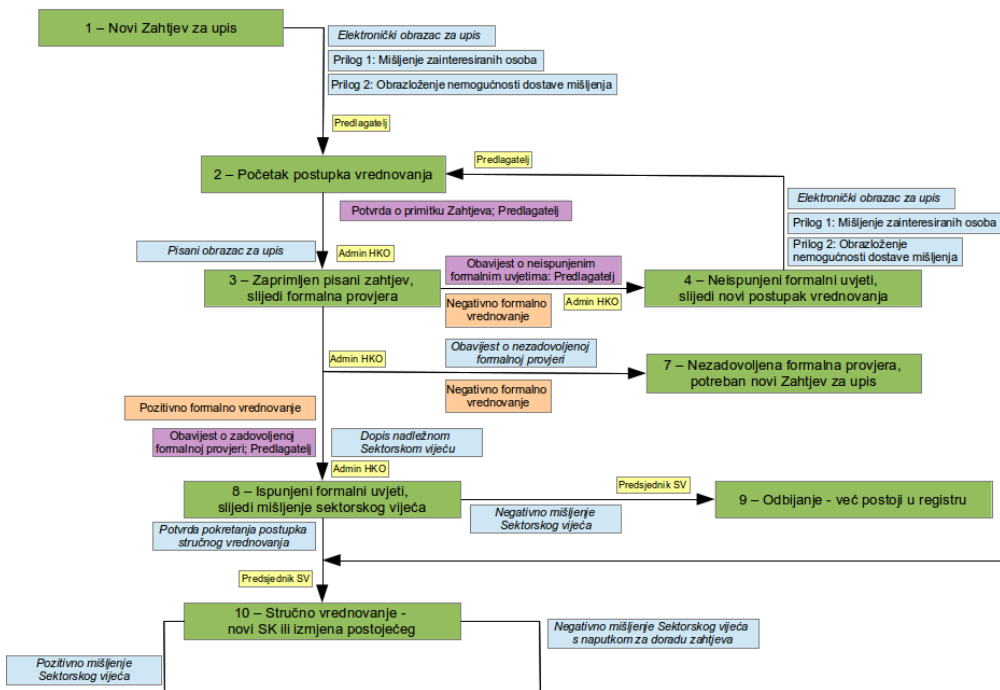 1 – Novi Zahtjev za upis
Elektronički obrazac za upis
Prilog 1: Mišljenje zainteresiranih osoba
Prilog 2: Obrazloženje nemogućnosti dostave mišljenja
Predlagatelj
Predlagatelj
2 – Početak postupka vrednovanja
Elektronički obrazac za upis
Prilog 1: Mišljenje zainteresiranih osoba
Prilog 2: Obrazloženje
nemogućnosti dostave mišljenja
Potvrda o primitku Zahtjeva; Predlagatelj
Pisani obrazac za upis
Admin HKO
Obavijest o neispunjenim
formalnim uvjetima: Predlagatelj
3 – Zaprimljen pisani zahtjev,
slijedi formalna provjera
4 – Neispunjeni formalni uvjeti,
slijedi novi postupak vrednovanja
Negativno formalno
vrednovanje
Admin HKO
Admin HKO
Obavijest o nezadovoljenoj
formalnoj provjeri
7 – Nezadovoljena formalna provjera,
potreban novi Zahtjev za upis
Negativno formalno
vrednovanje
Pozitivno formalno vrednovanje
Obavijest o zadovoljenoj
formalnoj provjeri; Predlagatelj
Dopis nadležnom
Sektorskom vijeću
Admin HKO
8 – Ispunjeni formalni uvjeti,
slijedi mišljenje sektorskog vijeća
Predsjednik SV
9 – Odbijanje - već postoji u registru
Negativno mišljenje
Sektorskog vijeća
Potvrda pokretanja postupka
stručnog vrednovanja
Predsjednik SV
10 – Stručno vrednovanje -
novi SK ili izmjena postojećeg
Negativno mišljenje Sektorskog vijeća
s naputkom za doradu zahtjeva
Pozitivno mišljenje
Sektorskog vijeća